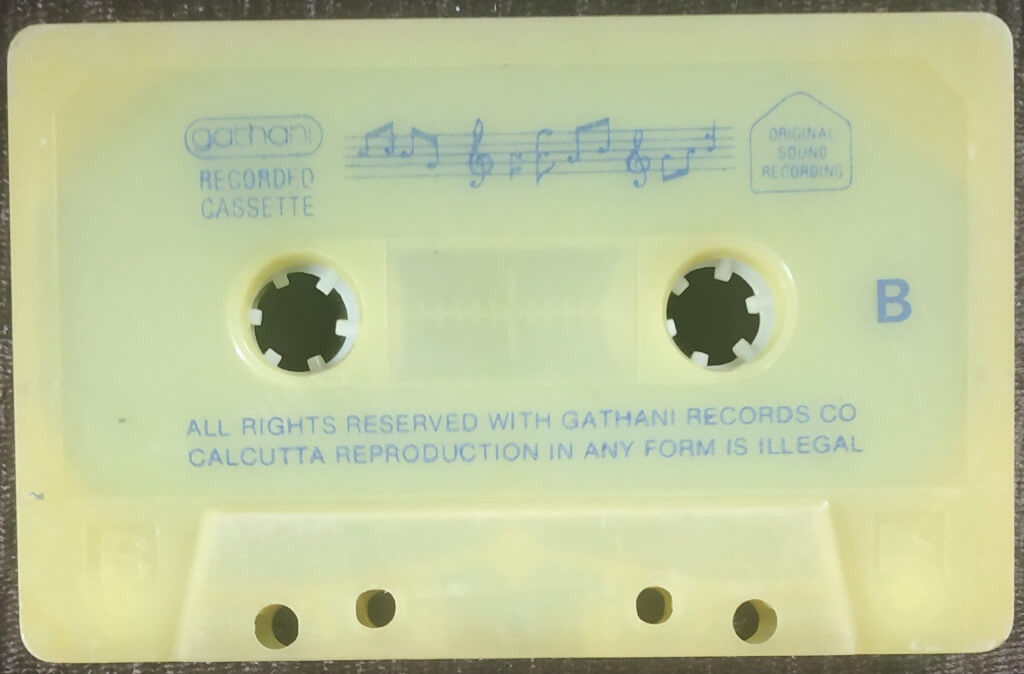 gathani
RECORDED
CASSETTE
ORIGINAL
SOUND
RECORDING
B
ALL RIGHTS RESERVED WITH GATHANI RECORDS CO
CALCUTTA REPRODUCTION IN ANY FORM IS ILLEGAL